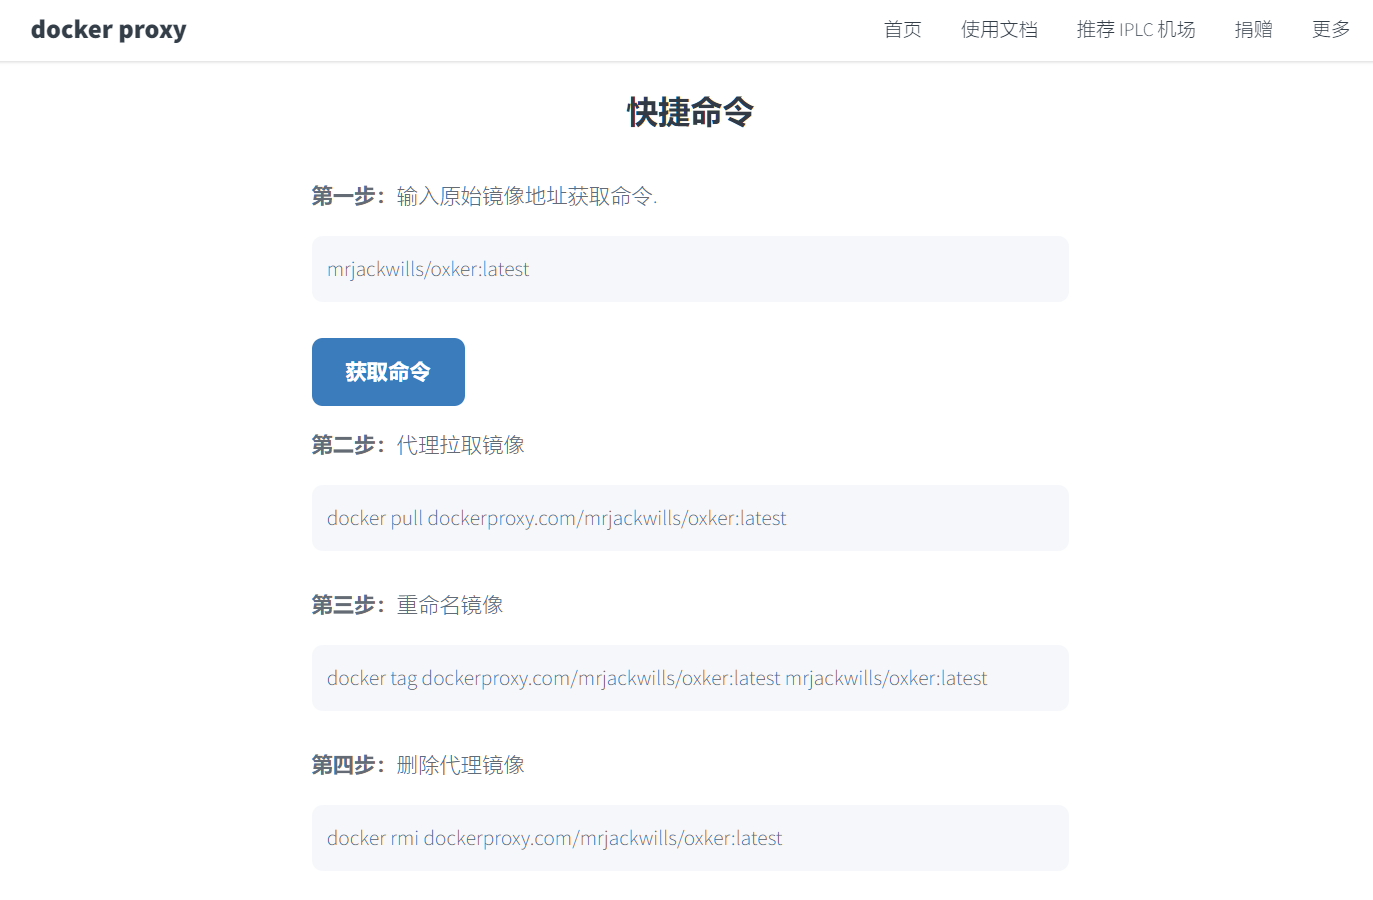 docker proxy
首页 使用文档 推荐 IPLC 机场 捐赠 更多
快捷命令
第一步：输入原始镜像地址获取命令.
mrjackwills/oxker:latest
获取命令
第二步：代理拉取镜像
docker pull dockerproxy.com/mrjackwills/oxker:latest
第三步：重命名镜像
docker tag dockerproxy.com/mrjackwills/oxker:latest mrjackwills/oxker:latest
第四步：删除代理镜像
docker rmi dockerproxy.com/mrjackwills/oxker:latest